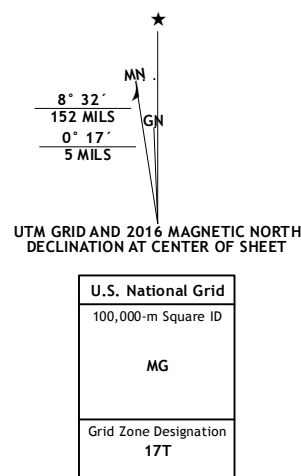 ★
MN
8° 32´
152 MILS
GN
0° 17´
5 MILS
UTM GRID AND 2016 MAGNETIC NORTH
DECLINATION AT CENTER OF SHEET
U.S. National Grid
100,000-m Square ID
MG
Grid Zone Designation
17T